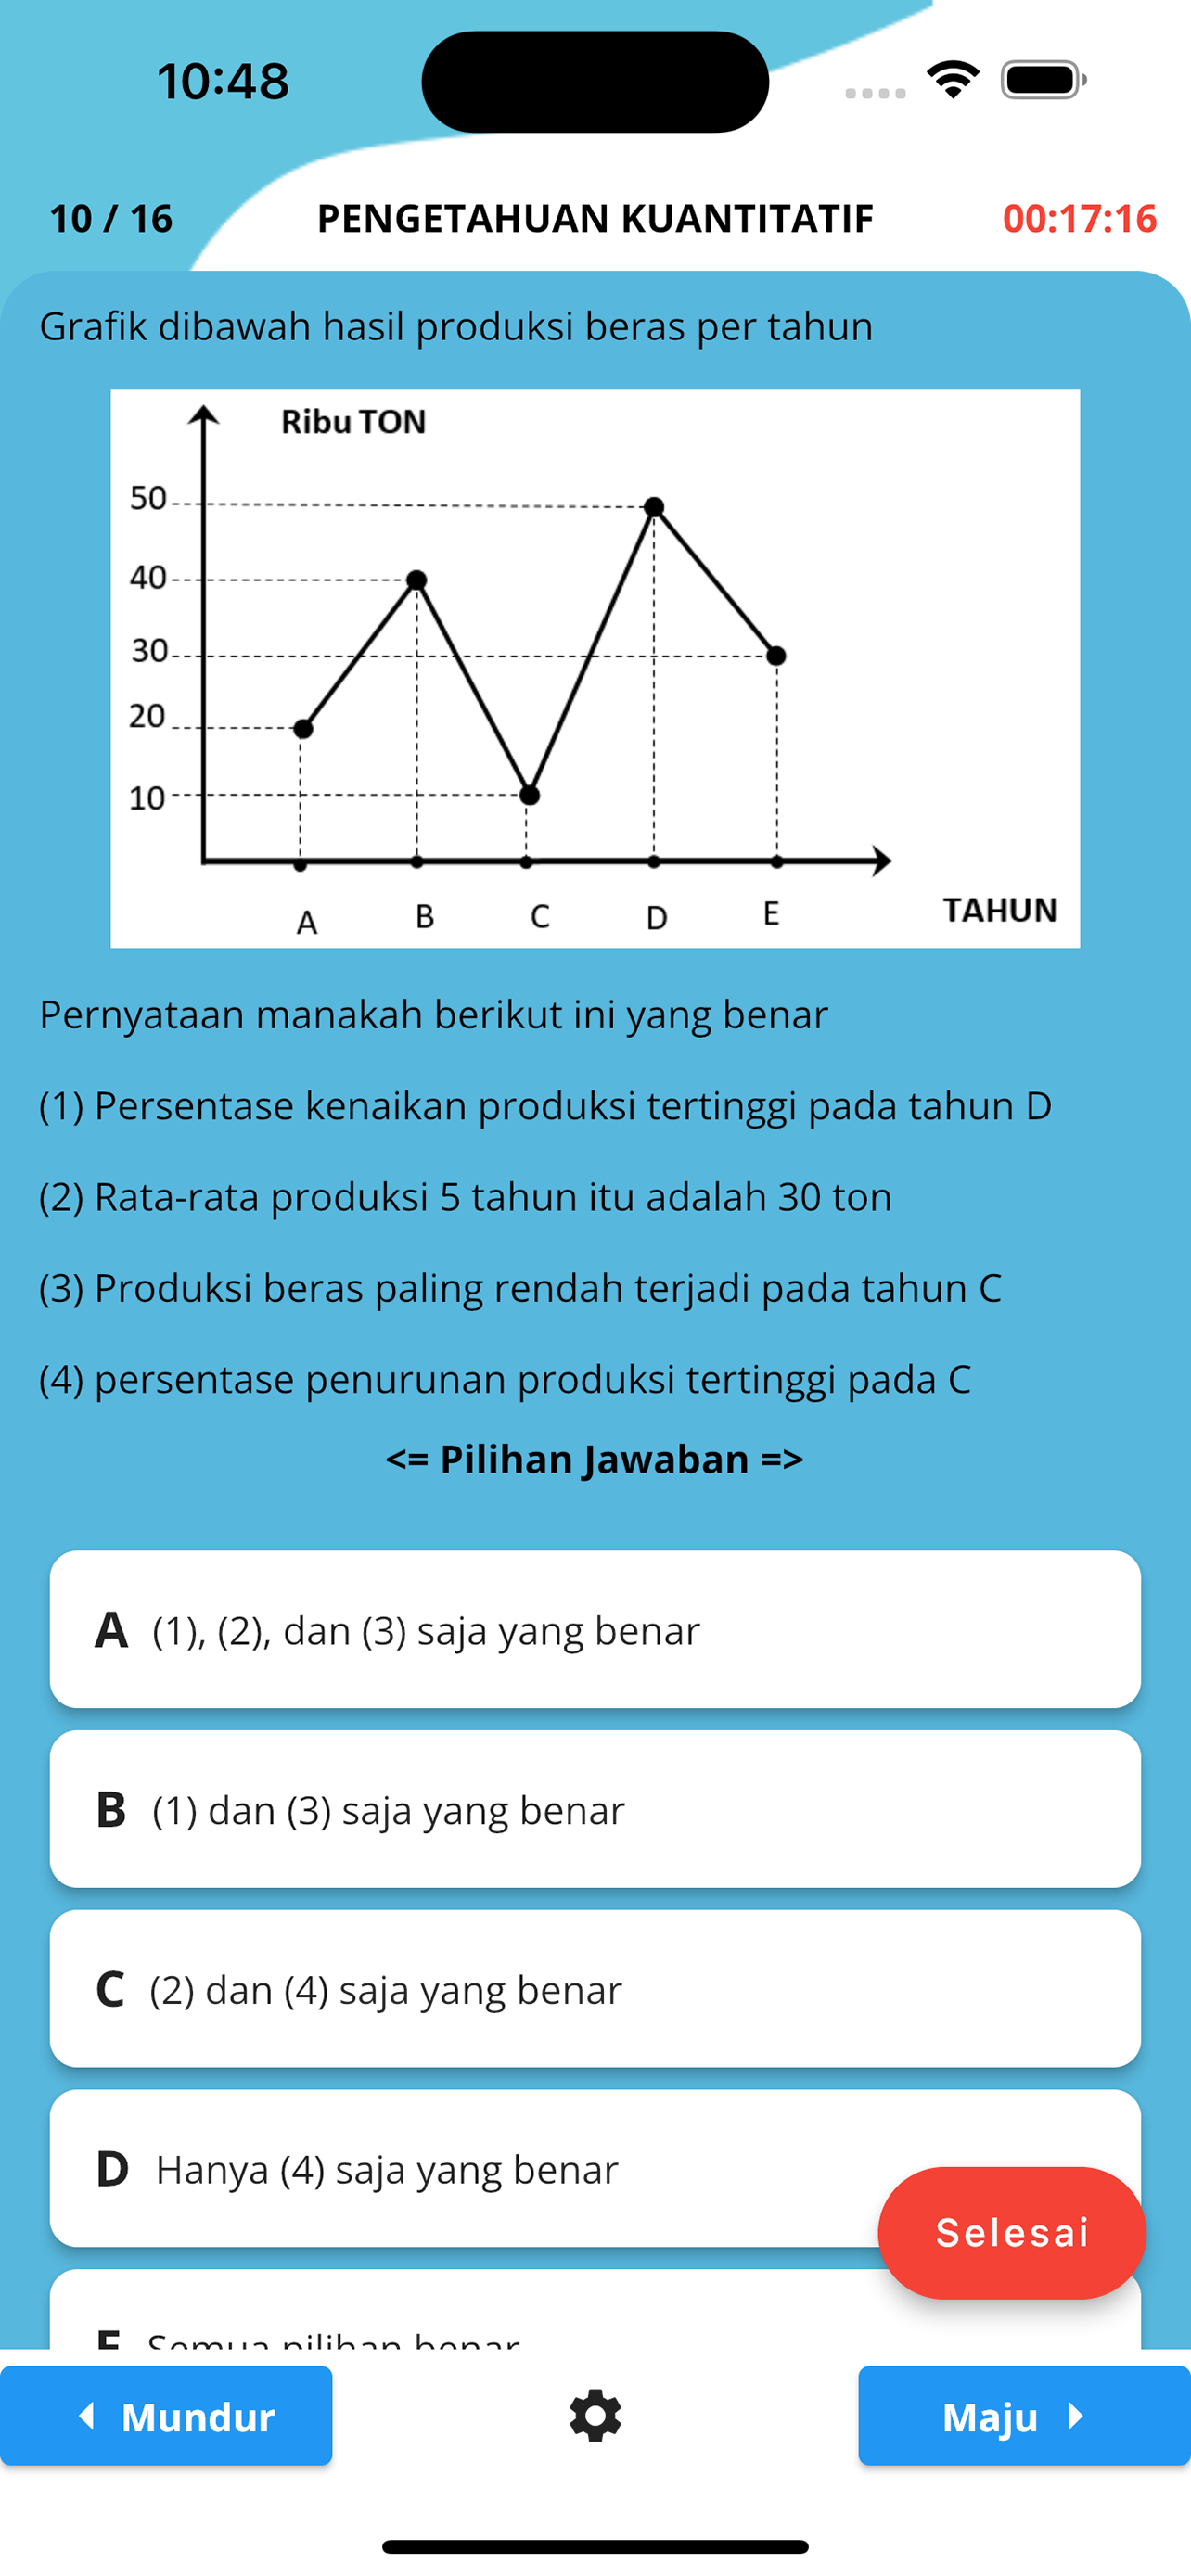 10:48
10 / 16
PENGETAHUAN KUANTITATIF
00:17:16
Grafik dibawah hasil produksi beras per tahun
Ribu TON
50
40
30
20
10
A
B
C
D
E
TAHUN
Pernyataan manakah berikut ini yang benar
(1) Persentase kenaikan produksi tertinggi pada tahun D
(2) Rata-rata produksi 5 tahun itu adalah 30 ton
(3) Produksi beras paling rendah terjadi pada tahun C
(4) persentase penurunan produksi tertinggi pada C
<= Pilihan Jawaban =>
A (1), (2), dan (3) saja yang benar
B (1) dan (3) saja yang benar
C (2) dan (4) saja yang benar
D Hanya (4) saja yang benar
Selesai
E Semua pilihan benar
Mundur
Maju